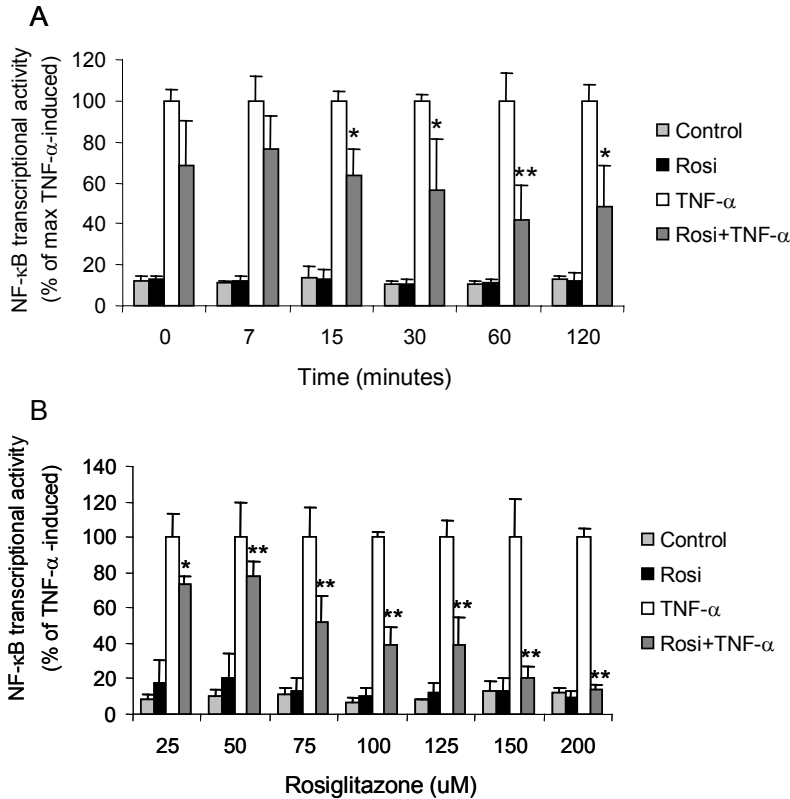 A
NF-κB transcriptional activity
(% of max TNF-α-induced)
120
100
80
60
40
20
0
*
*
**
*
0 7 15 30 60 120
Time (minutes)
Control
Rosi
TNF-α
Rosi+TNF-α
B
NF-κB transcriptional activity
(% of TNF-α -induced)
140
120
100
80
60
40
20
0
*
**
**
**
**
**
**
25 50 75 100 125 150 200
Rosiglitazone (uM)
Control
Rosi
TNF-α
Rosi+TNF-α